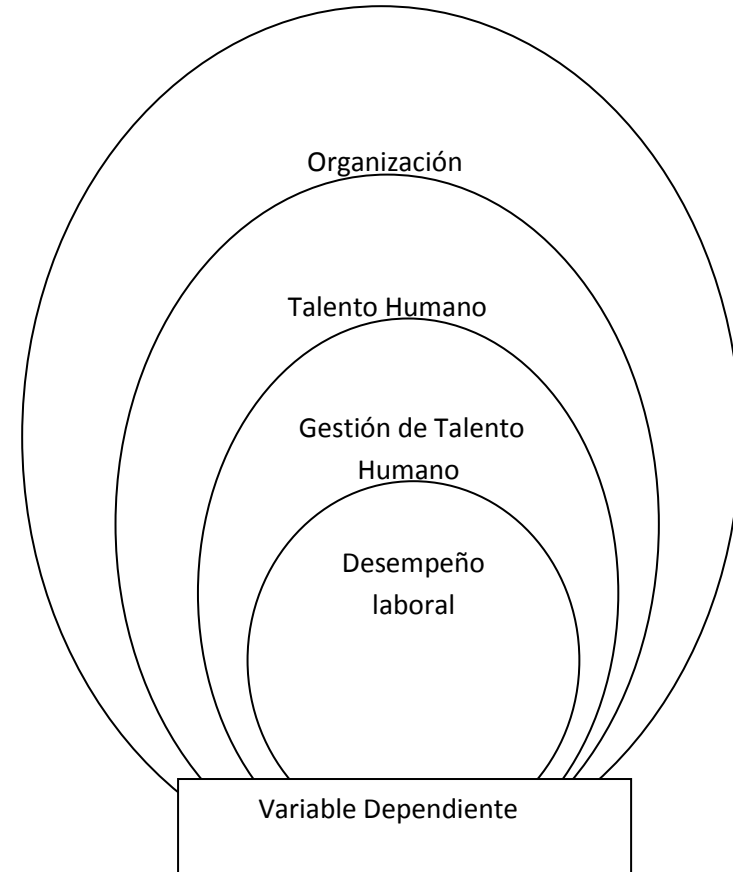 Organización
Talento Humano
Gestión de Talento
Humano
Desempeño
laboral
Variable Dependiente